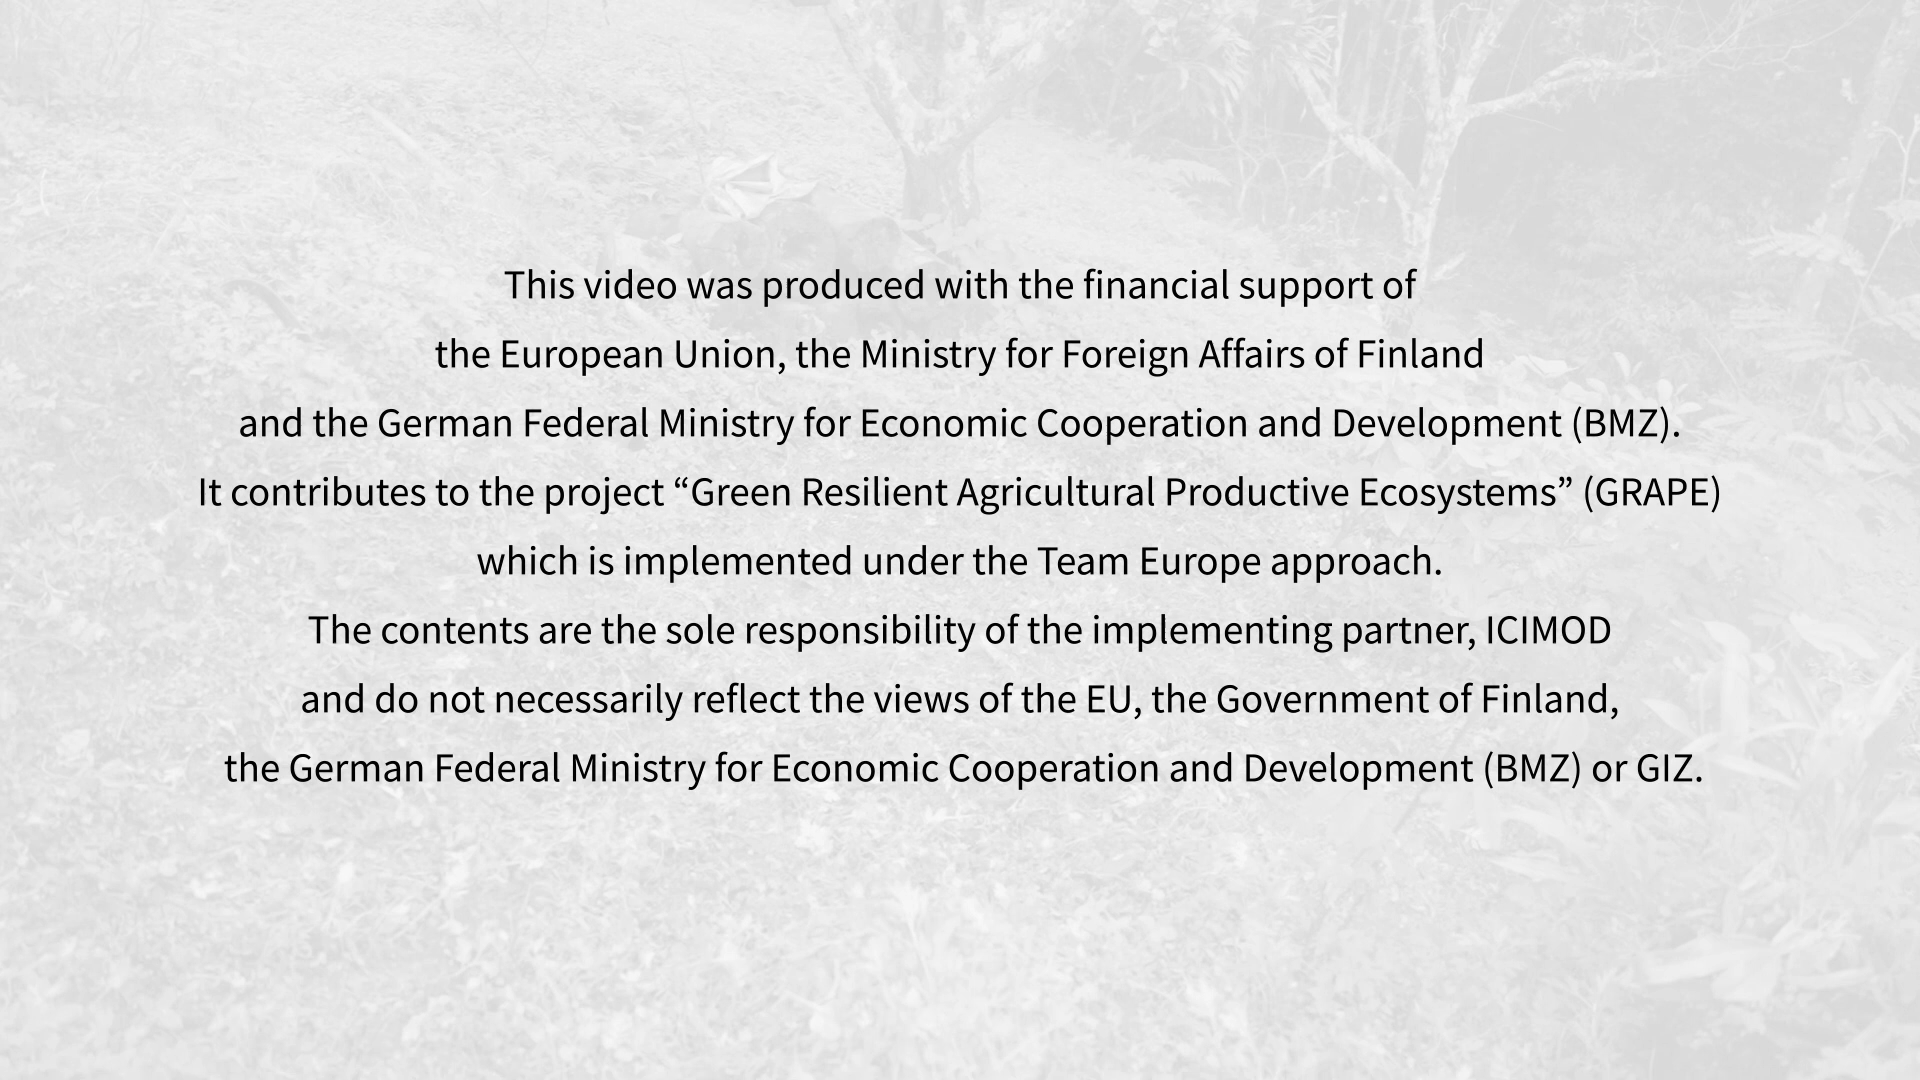 This video was produced with the financial support of
the European Union, the Ministry for Foreign Affairs of Finland
and the German Federal Ministry for Economic Cooperation and Development (BMZ).
It contributes to the project “Green Resilient Agricultural Productive Ecosystems” (GRAPE)
which is implemented under the Team Europe approach.
The contents are the sole responsibility of the implementing partner, ICIMOD
and do not necessarily reflect the views of the EU, the Government of Finland,
the German Federal Ministry for Economic Cooperation and Development (BMZ) or GIZ.